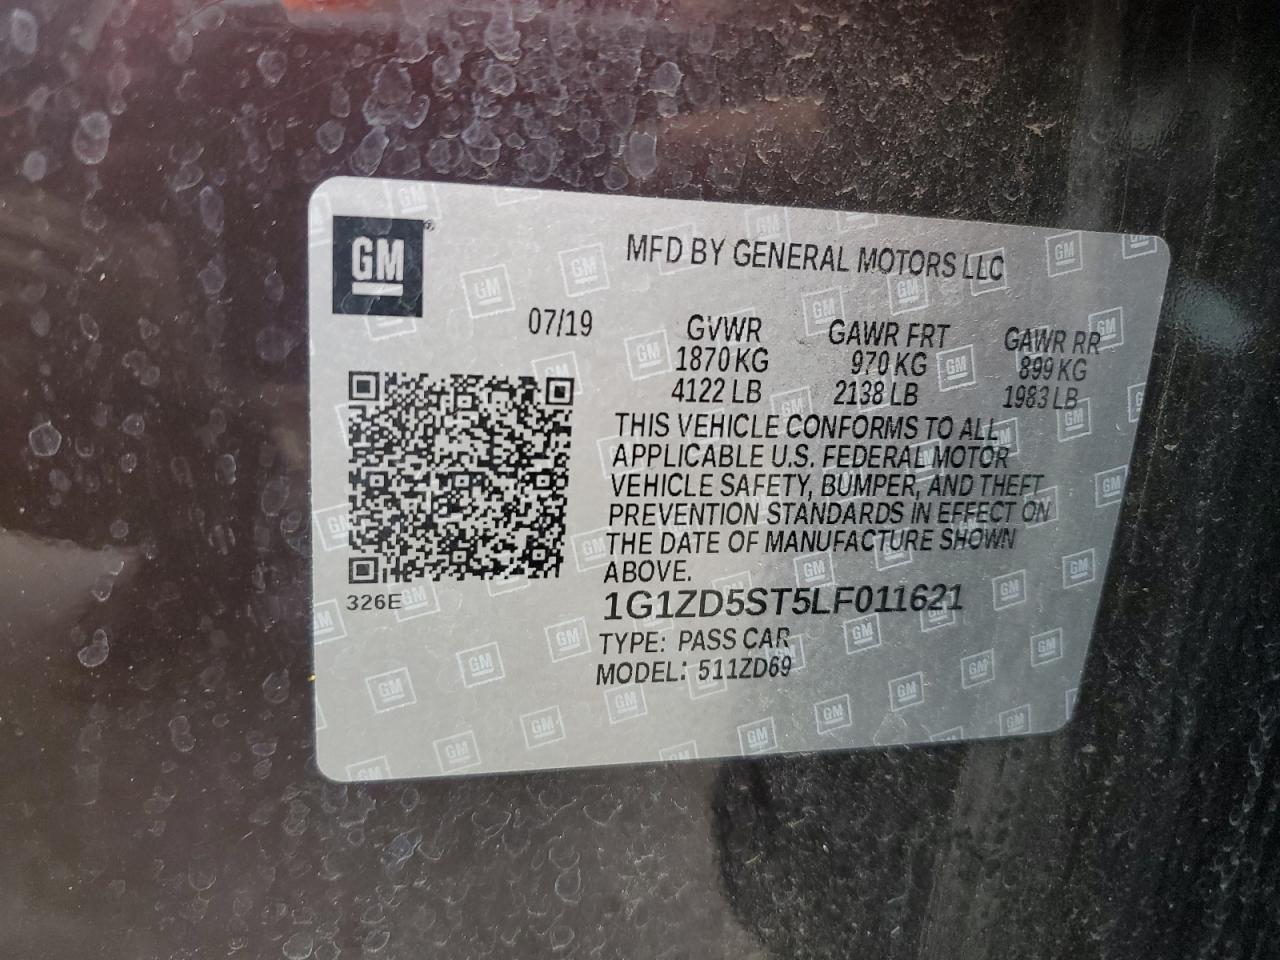 GM
MFD BY GENERAL MOTORS LLC
07/19
GVWR GAWR FRT GAWR RR
1870 KG 970 KG 899 KG
4122 LB 2138 LB 1983 LB
THIS VEHICLE CONFORMS TO ALL
APPLICABLE U.S. FEDERAL MOTOR
VEHICLE SAFETY, BUMPER, AND THEFT
PREVENTION STANDARDS IN EFFECT ON
THE DATE OF MANUFACTURE SHOWN
ABOVE.
326E
1G1ZD5ST5LF011621
TYPE: PASS CAR
MODEL: 511ZD69